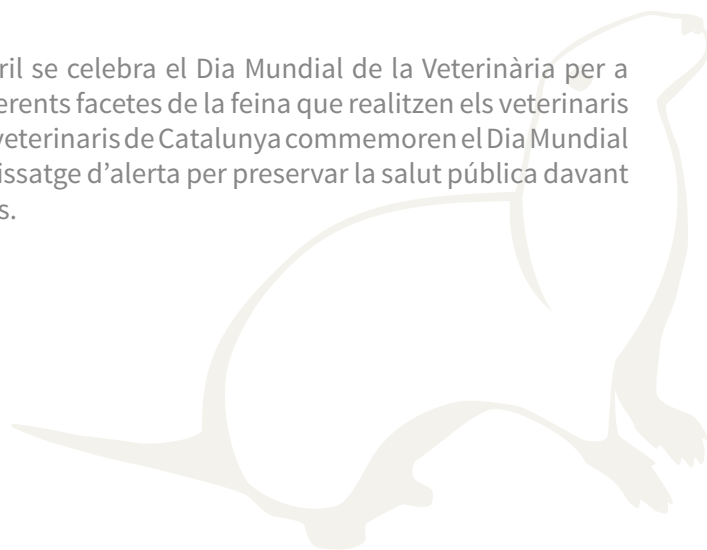 ril se celebra el Dia Mundial de la Veterinària per a
erents facetes de la feina que realitzen els veterinaris
veterinaris de Catalunya commemoren el Dia Mundial
issatge d’alerta per preservar la salut pública davant
s.